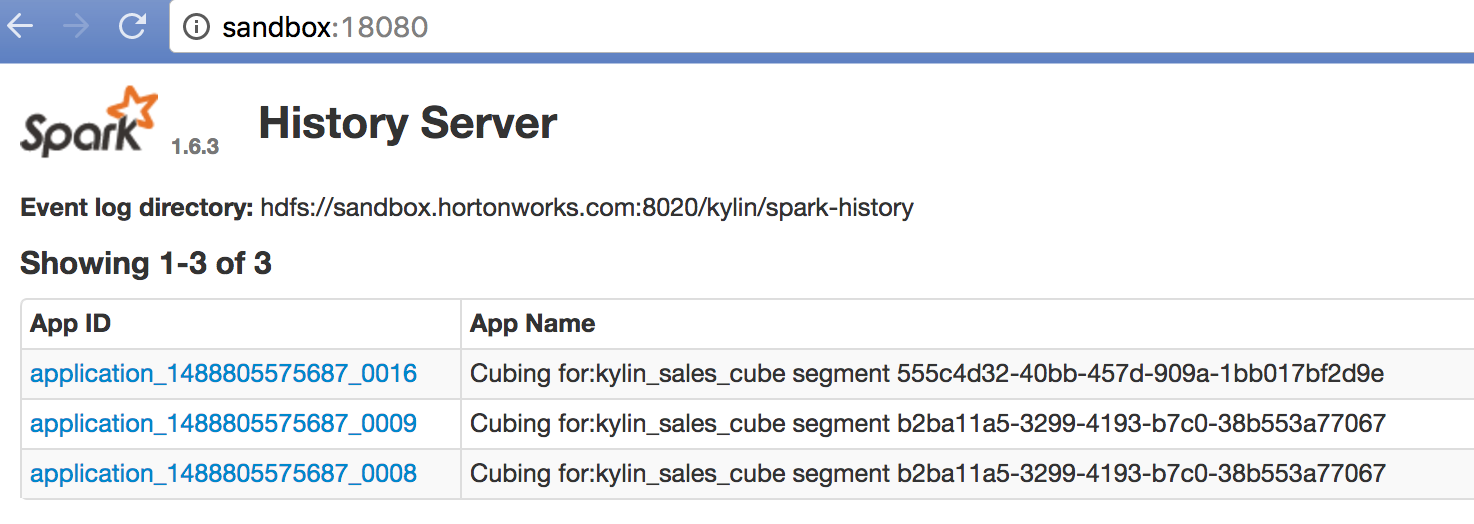 sandbox:18080
Spark 1.6.3 History Server
Event log directory: hdfs://sandbox.hortonworks.com:8020/kylin/spark-history
Showing 1-3 of 3
App ID App Name
application_1488805575687_0016 Cubing for:kylin_sales_cube segment 555c4d32-40bb-457d-909a-1bb017bf2d9e
application_1488805575687_0009 Cubing for:kylin_sales_cube segment b2ba11a5-3299-4193-b7c0-38b553a77067
application_1488805575687_0008 Cubing for:kylin_sales_cube segment b2ba11a5-3299-4193-b7c0-38b553a77067